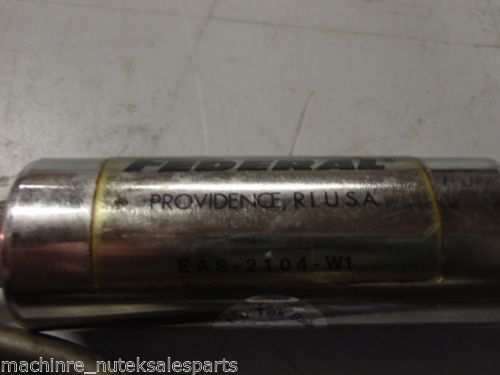 FEDERAL
PROVIDENCE, R.I. U.S.A.
EAS-2104-W1
machinre_nuteksalesparts